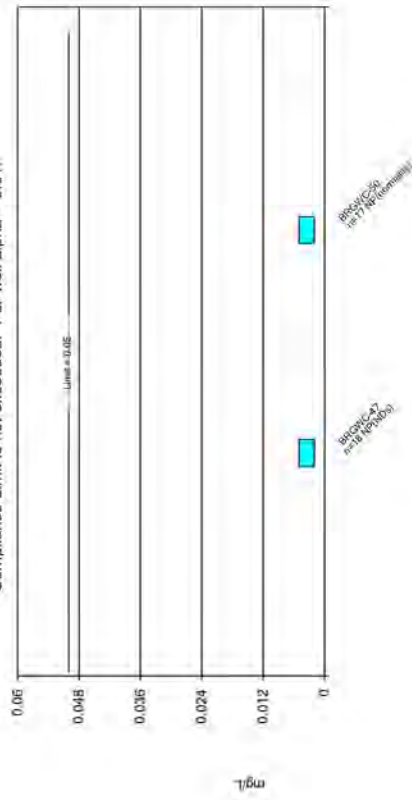 0.06
0.048
0.036
0.024
0.012
0
mg/L
Limit = 0.05
BRGWC-47
n=18 NP(NDs)
BRGWC-50
n=17 NP(normality)